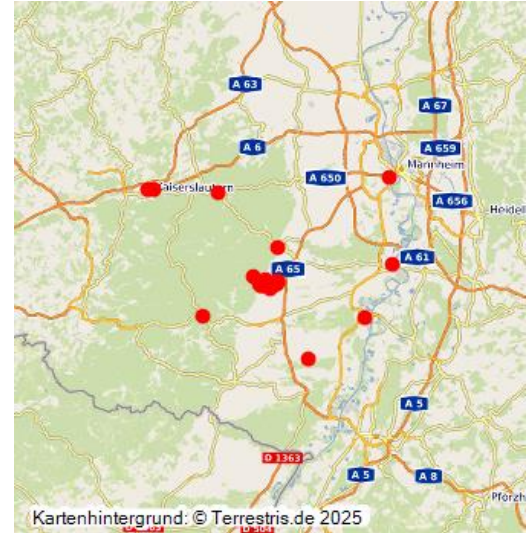 A 63
A 67
A 6
A 659
Mannheim
A 650
A 656
Heidel
A 61
A 65
A 5
D 1363
A 5
A 8
Pforzh
Kartenhintergrund: © Terrestris.de 2025